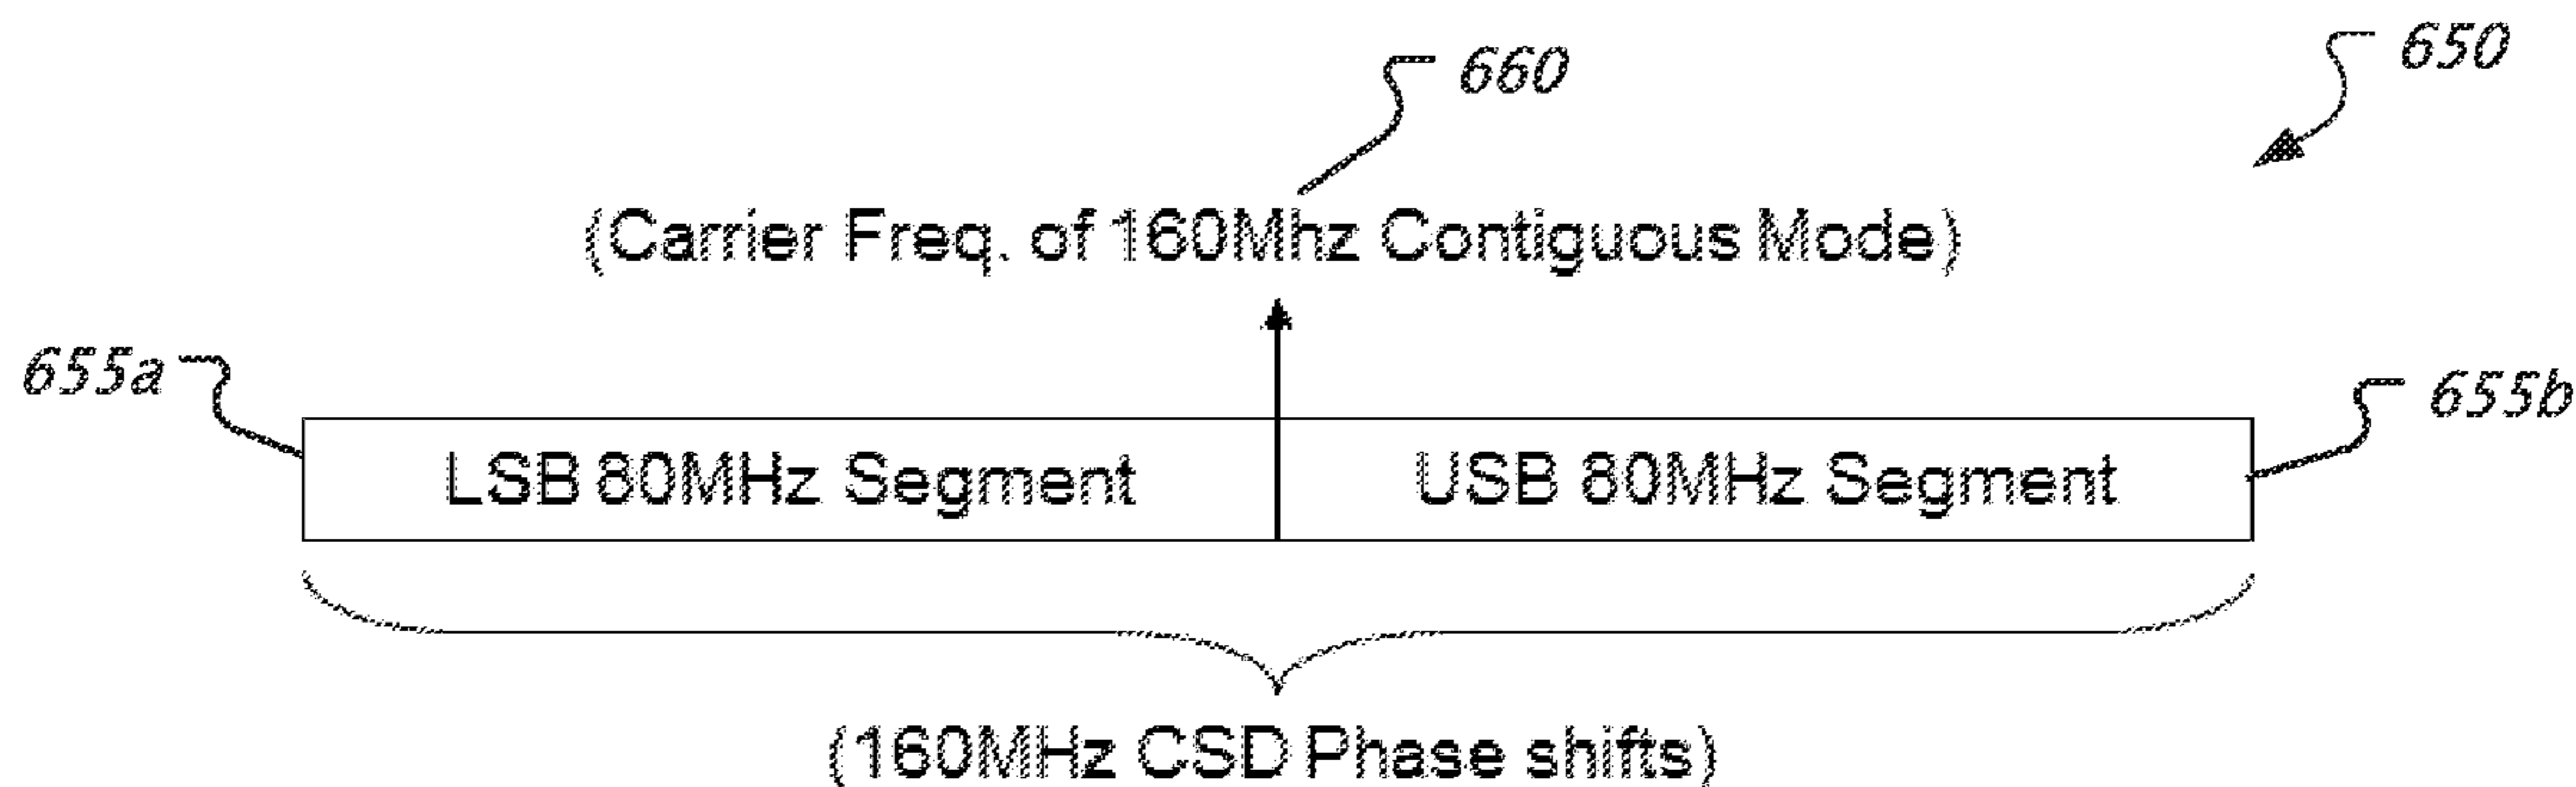 650
660
(Carrier Freq. of 160Mhz Contiguous Mode)
655a
655b
LSB 80MHz Segment
USB 80MHz Segment
(160MHz CSD Phase shifts)